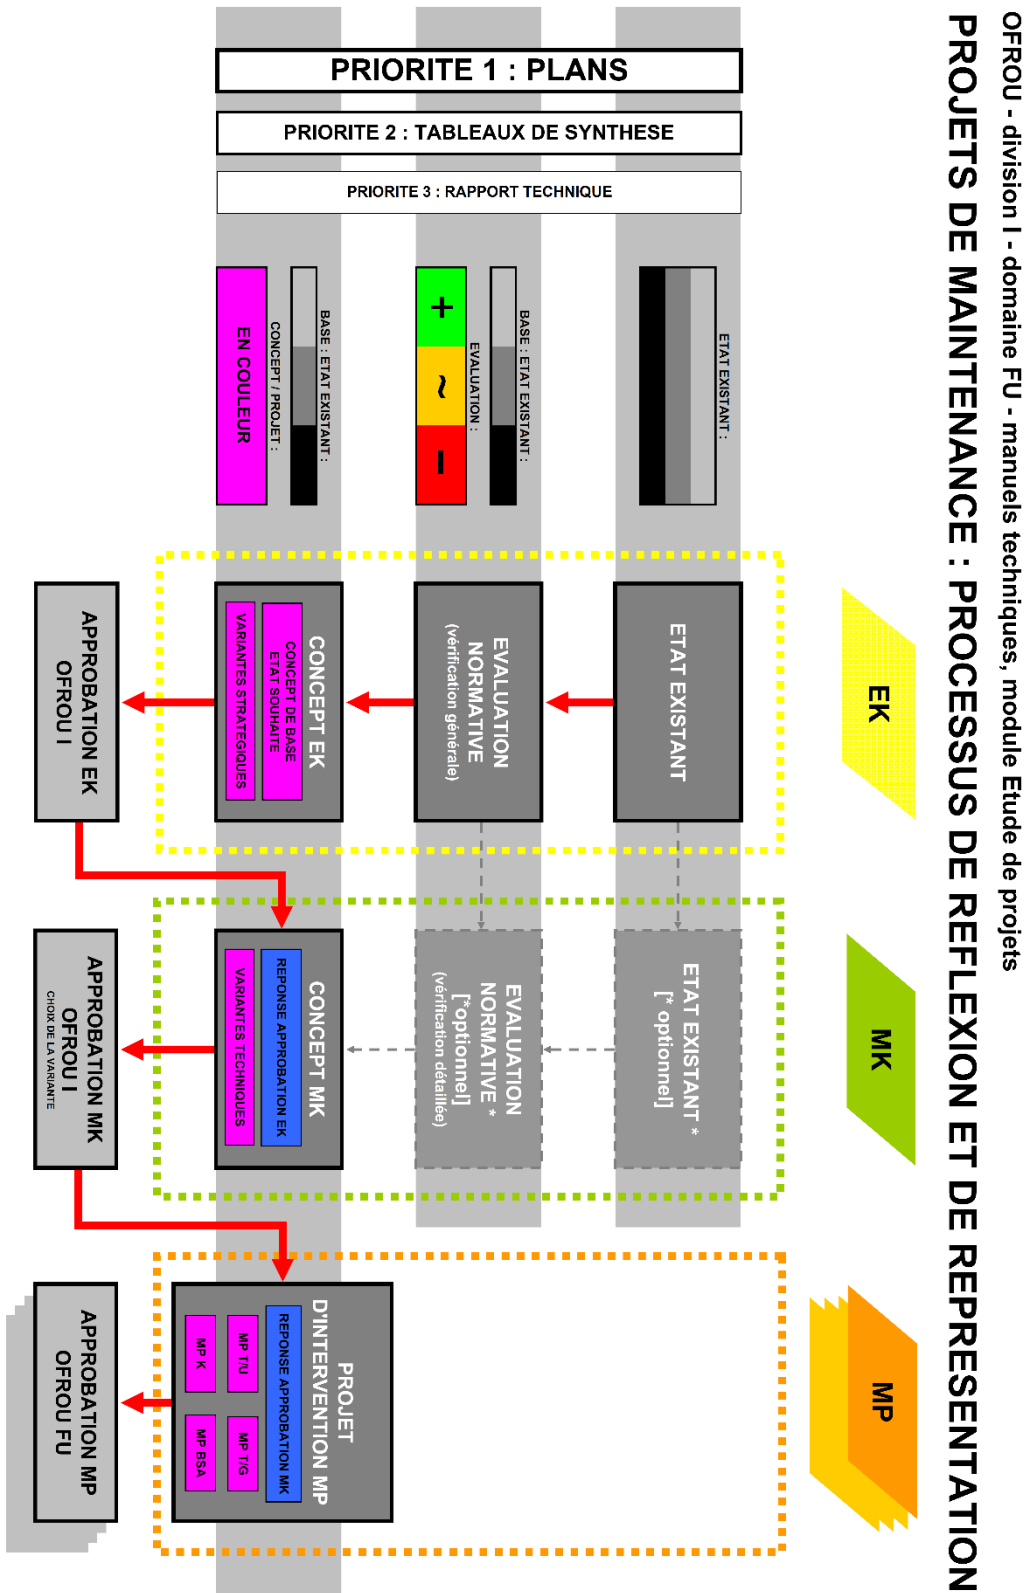 OFROU - division I - domaine FU - manuels techniques, module Etude de projets
PROJETS DE MAINTENANCE : PROCESSUS DE REFLEXION ET DE REPRESENTATION
PRIORITE 1 : PLANS
PRIORITE 2 : TABLEAUX DE SYNTHESE
PRIORITE 3 : RAPPORT TECHNIQUE
EK
MK
MP
ETAT EXISTANT :
ETAT EXISTANT
ETAT EXISTANT *
[* optionnel]
BASE : ETAT EXISTANT :
EVALUATION :
+
~
–
EVALUATION
NORMATIVE
(vérification générale)
EVALUATION
NORMATIVE *
[*optionnel]
(vérification détaillée)
BASE : ETAT EXISTANT :
CONCEPT / PROJET :
EN COULEUR
CONCEPT EK
CONCEPT DE BASE
ETAT SOUHAITE
VARIANTES STRATEGIQUES
CONCEPT MK
REPONSE APPROBATION EK
VARIANTES TECHNIQUES
PROJET
D'INTERVENTION MP
REPONSE APPROBATION MK
MP T/U
MP T/G
MP K
MP BSA
APPROBATION EK
OFROU I
APPROBATION MK
OFROU I
CHOIX DE LA VARIANTE
APPROBATION MP
OFROU FU